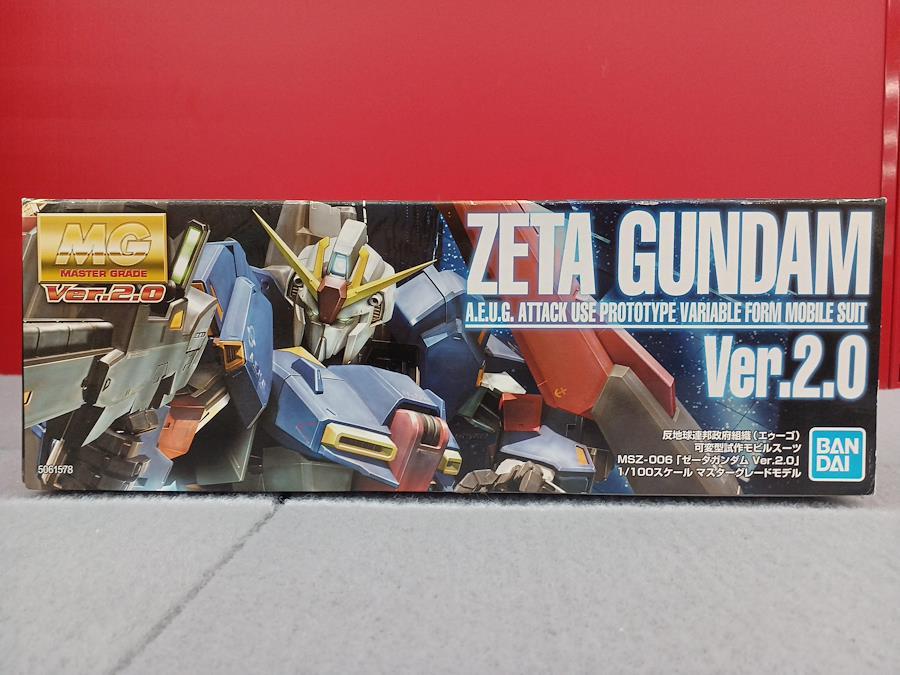 MG
MASTER GRADE
Ver.2.0
ZETA GUNDAM
A.E.U.G. ATTACK USE PROTOTYPE VARIABLE FORM MOBILE SUIT
Ver.2.0
反地球連邦政府組織(エゥーゴ)
可変型試作モビルスーツ
MSZ-006「ゼータガンダム Ver.2.0」
1/100スケール マスターグレードモデル
BAN
DAI
5061578